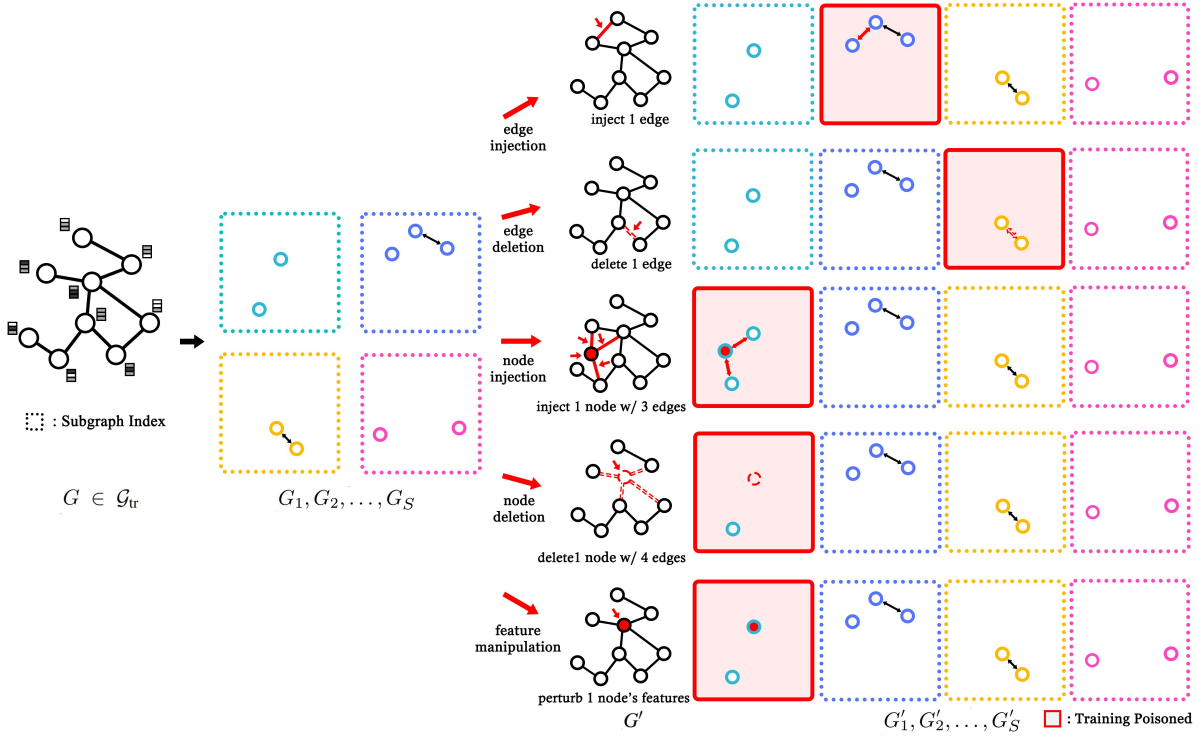 edge
injection
inject 1 edge
edge
deletion
delete 1 edge
node
injection
inject 1 node w/ 3 edges
: Subgraph Index
G ∈ 𝒢tr
G1, G2, . . . , GS
node
deletion
delete1 node w/ 4 edges
feature
manipulation
perturb 1 node's features
G′
G′1, G′2, . . . , G′S
: Training Poisoned